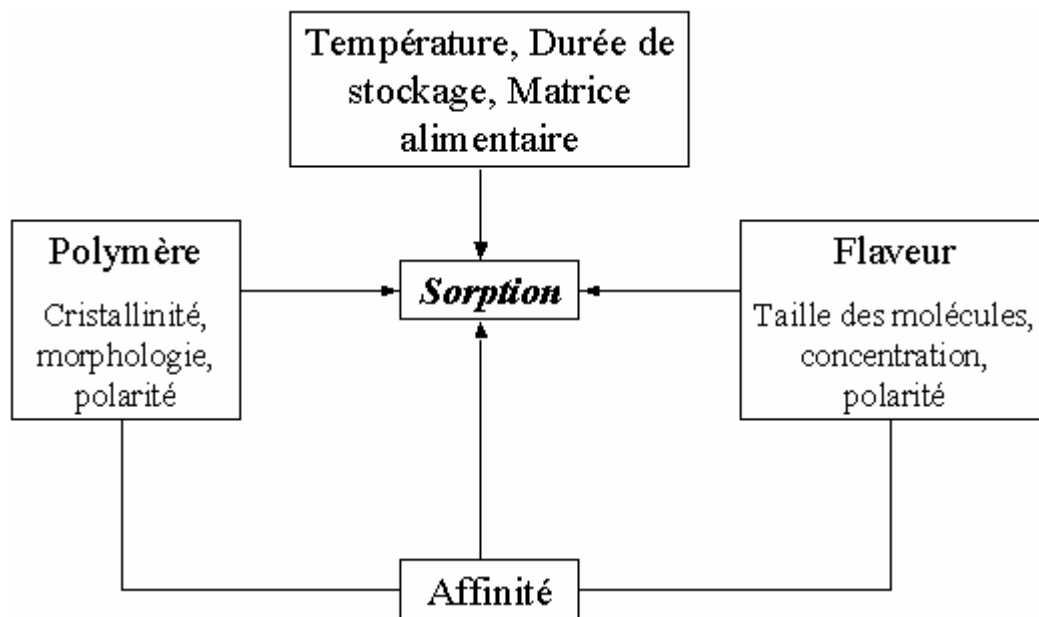 Température, Durée de
stockage, Matrice
alimentaire
Polymère
Cristallinité,
morphologie,
polarité
Sorption
Flaveur
Taille des molécules,
concentration,
polarité
Affinité